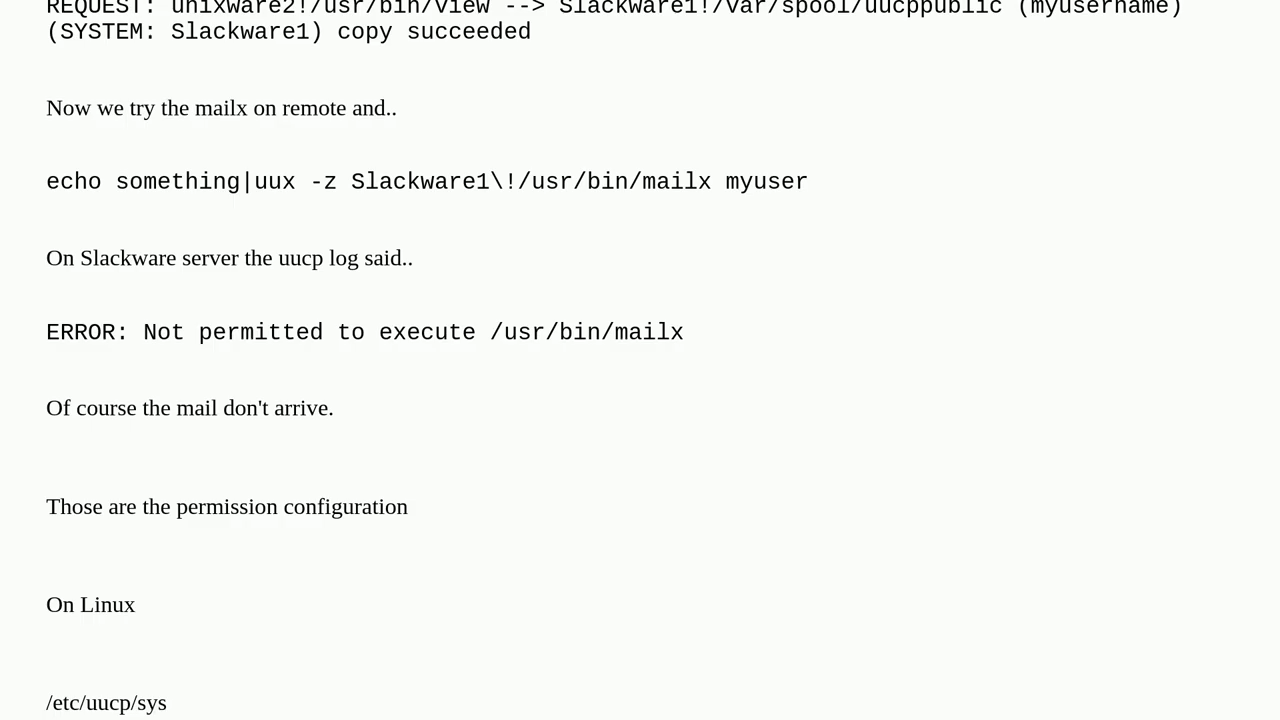 REQUEST: unixware2!/usr/bin/view --> Slackware1!/var/spool/uucppublic (myusername)
(SYSTEM: Slackware1) copy succeeded
Now we try the mailx on remote and..
echo something|uux -z Slackware1\!/usr/bin/mailx myuser
On Slackware server the uucp log said..
ERROR: Not permitted to execute /usr/bin/mailx
Of course the mail don't arrive.
Those are the permission configuration
On Linux
/etc/uucp/sys